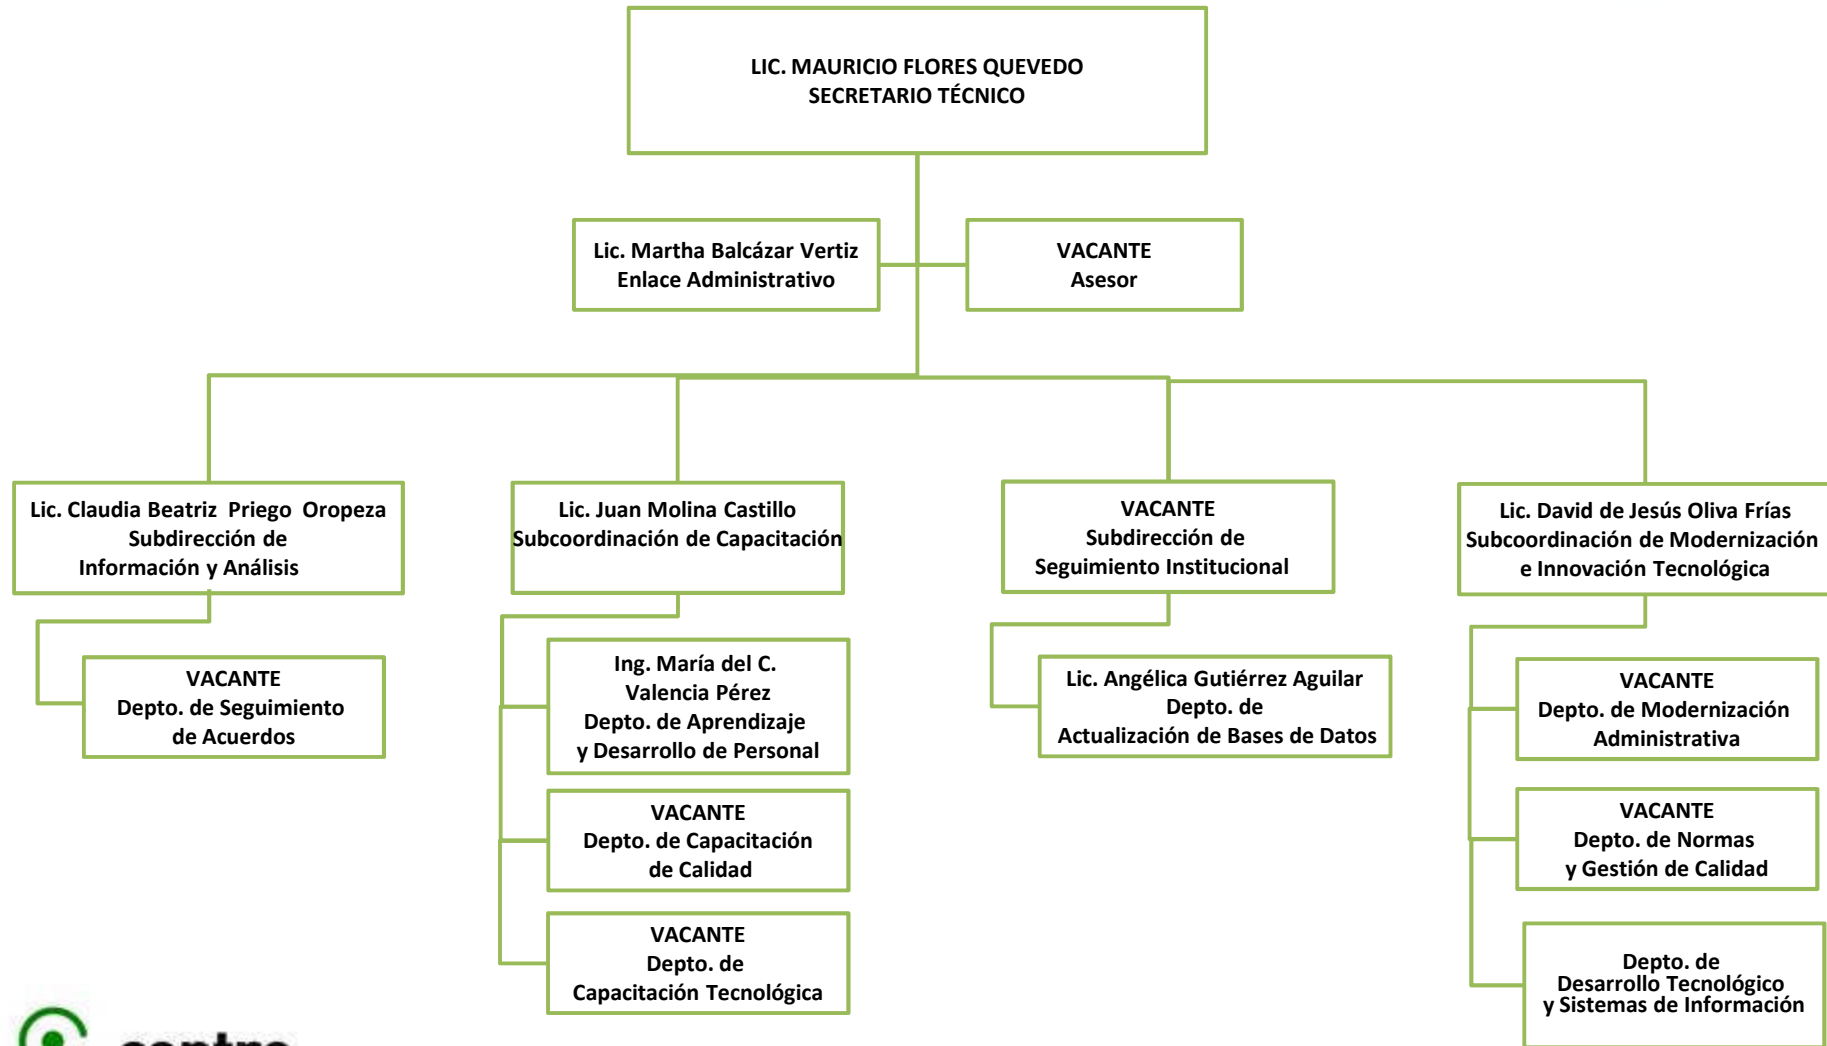 LIC. MAURICIO FLORES QUEVEDO
SECRETARIO TÉCNICO
Lic. Martha Balcázar Vertiz
Enlace Administrativo
VACANTE
Asesor
Lic. Claudia Beatriz Priego Oropeza
Subdirección de
Información y Análisis
Lic. Juan Molina Castillo
Subcoordinación de Capacitación
VACANTE
Subdirección de
Seguimiento Institucional
Lic. David de Jesús Oliva Frías
Subcoordinación de Modernización
e Innovación Tecnológica
VACANTE
Depto. de Seguimiento
de Acuerdos
Ing. María del C.
Valencia Pérez
Depto. de Aprendizaje
y Desarrollo de Personal
VACANTE
Depto. de Capacitación
de Calidad
VACANTE
Depto. de
Capacitación Tecnológica
Lic. Angélica Gutiérrez Aguilar
Depto. de
Actualización de Bases de Datos
VACANTE
Depto. de Modernización
Administrativa
VACANTE
Depto. de Normas
y Gestión de Calidad
Depto. de
Desarrollo Tecnológico
y Sistemas de Información
centro